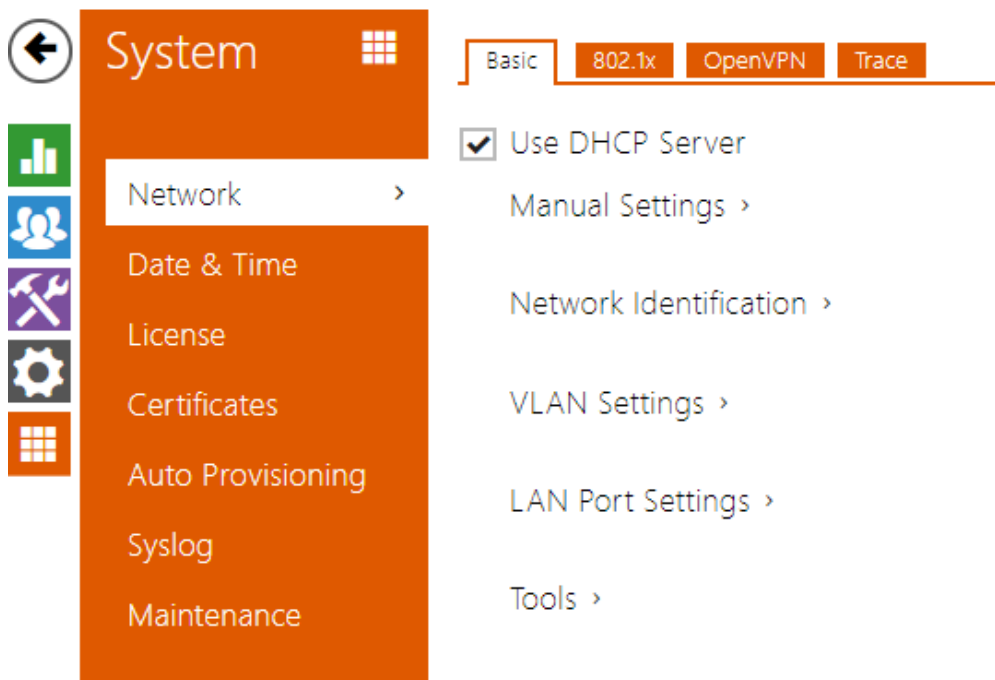 System
Network
Date & Time
License
Certificates
Auto Provisioning
Syslog
Maintenance
Basic 802.1x OpenVPN Trace
Use DHCP Server
Manual Settings ›
Network Identification ›
VLAN Settings ›
LAN Port Settings ›
Tools ›